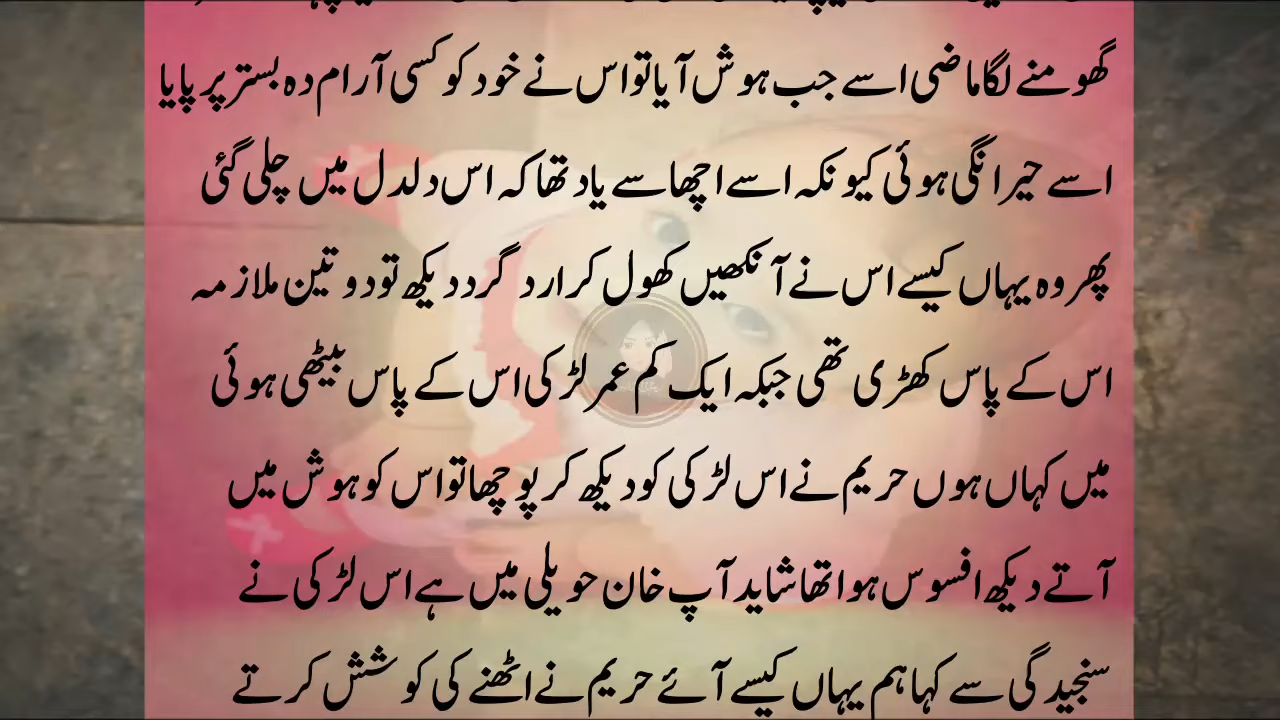 گھومنے لگا ماضی اسے جب ہوش آیا تو اس نے خود کو کسی آرام دہ بستر پر پایا
اسے حیرانگی ہوئی کیونکہ اسے اچھا سے یاد تھا کہ اس دلدل میں چلی گئی
پھر وہ یہاں کیسے اس نے آنکھیں کھول کر ارد گرد دیکھ تو دو تین ملازمہ
اس کے پاس کھڑی تھی جبکہ ایک کم عمر لڑکی اس کے پاس بیٹھی ہوئی
میں کہاں ہوں حریم نے اس لڑکی کو دیکھ کر پوچھا تو اس کو ہوش میں
آتے دیکھ افسوس ہوا تھا شاید آپ خان حویلی میں ہے اس لڑکی نے
سنجیدگی سے کہا ہم یہاں کیسے آئے حریم نے اٹھنے کی کوشش کرتے